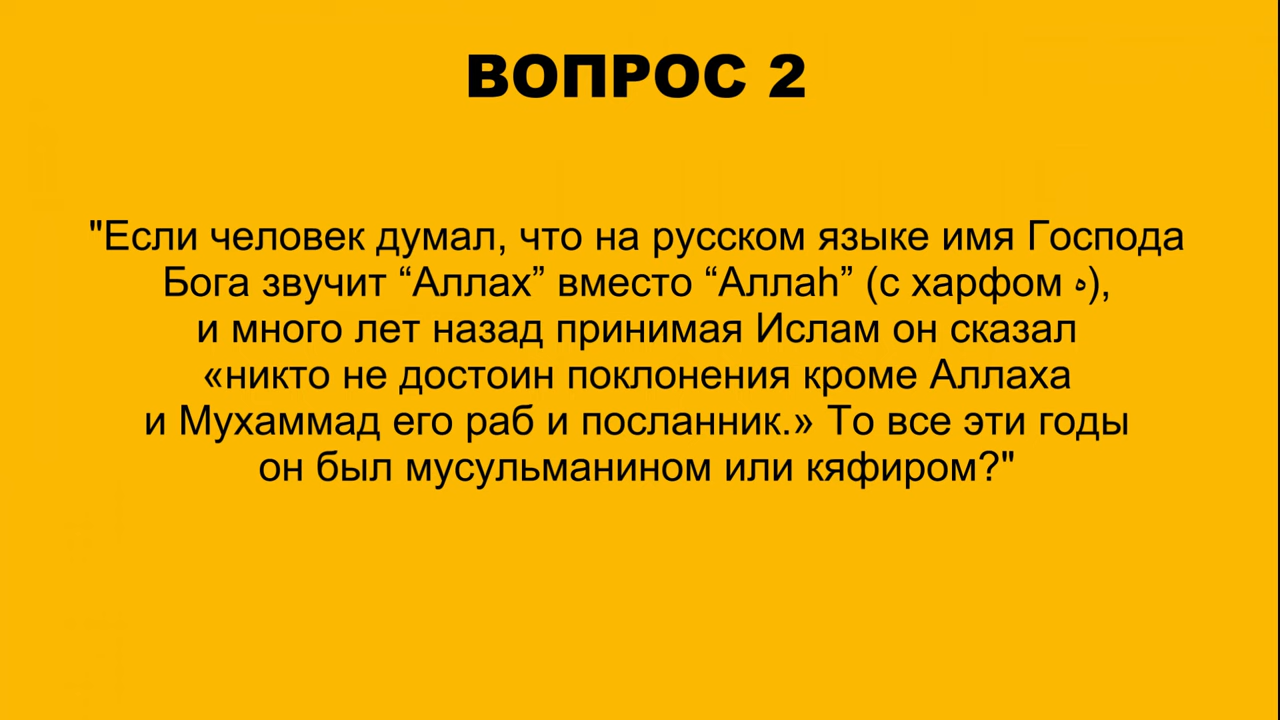 ВОПРОС 2
"Если человек думал, что на русском языке имя Господа
Бога звучит “Аллах” вместо “Аллаh” (с харфом ه),
и много лет назад принимая Ислам он сказал
«никто не достоин поклонения кроме Аллаха
и Мухаммад его раб и посланник.» То все эти годы
он был мусульманином или кяфиром?"